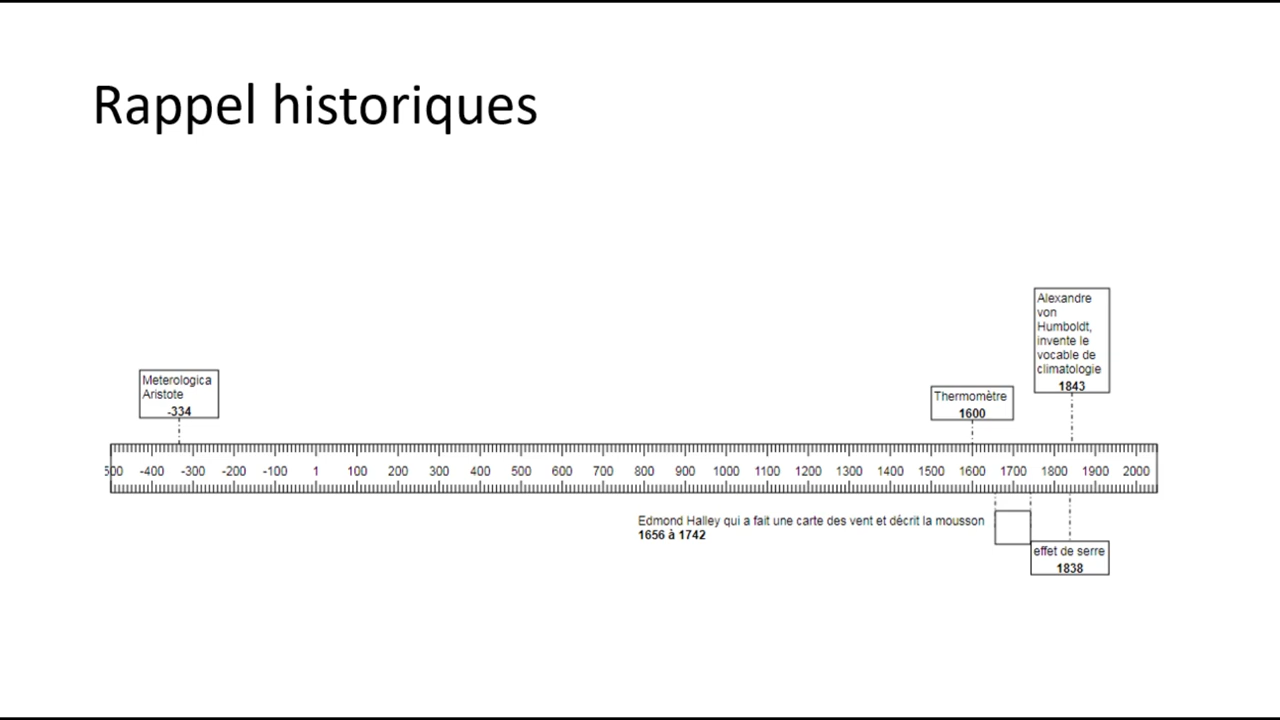 Rappel historiques
Alexandre
von
Humboldt,
invente le
vocable de
climatologie
1843
Meterologica
Aristote
-334
Thermomètre
1600
500 -400 -300 -200 -100 1 100 200 300 400 500 600 700 800 900 1000 1100 1200 1300 1400 1500 1600 1700 1800 1900 2000
Edmond Halley qui a fait une carte des vent et décrit la mousson
1656 à 1742
effet de serre
1838